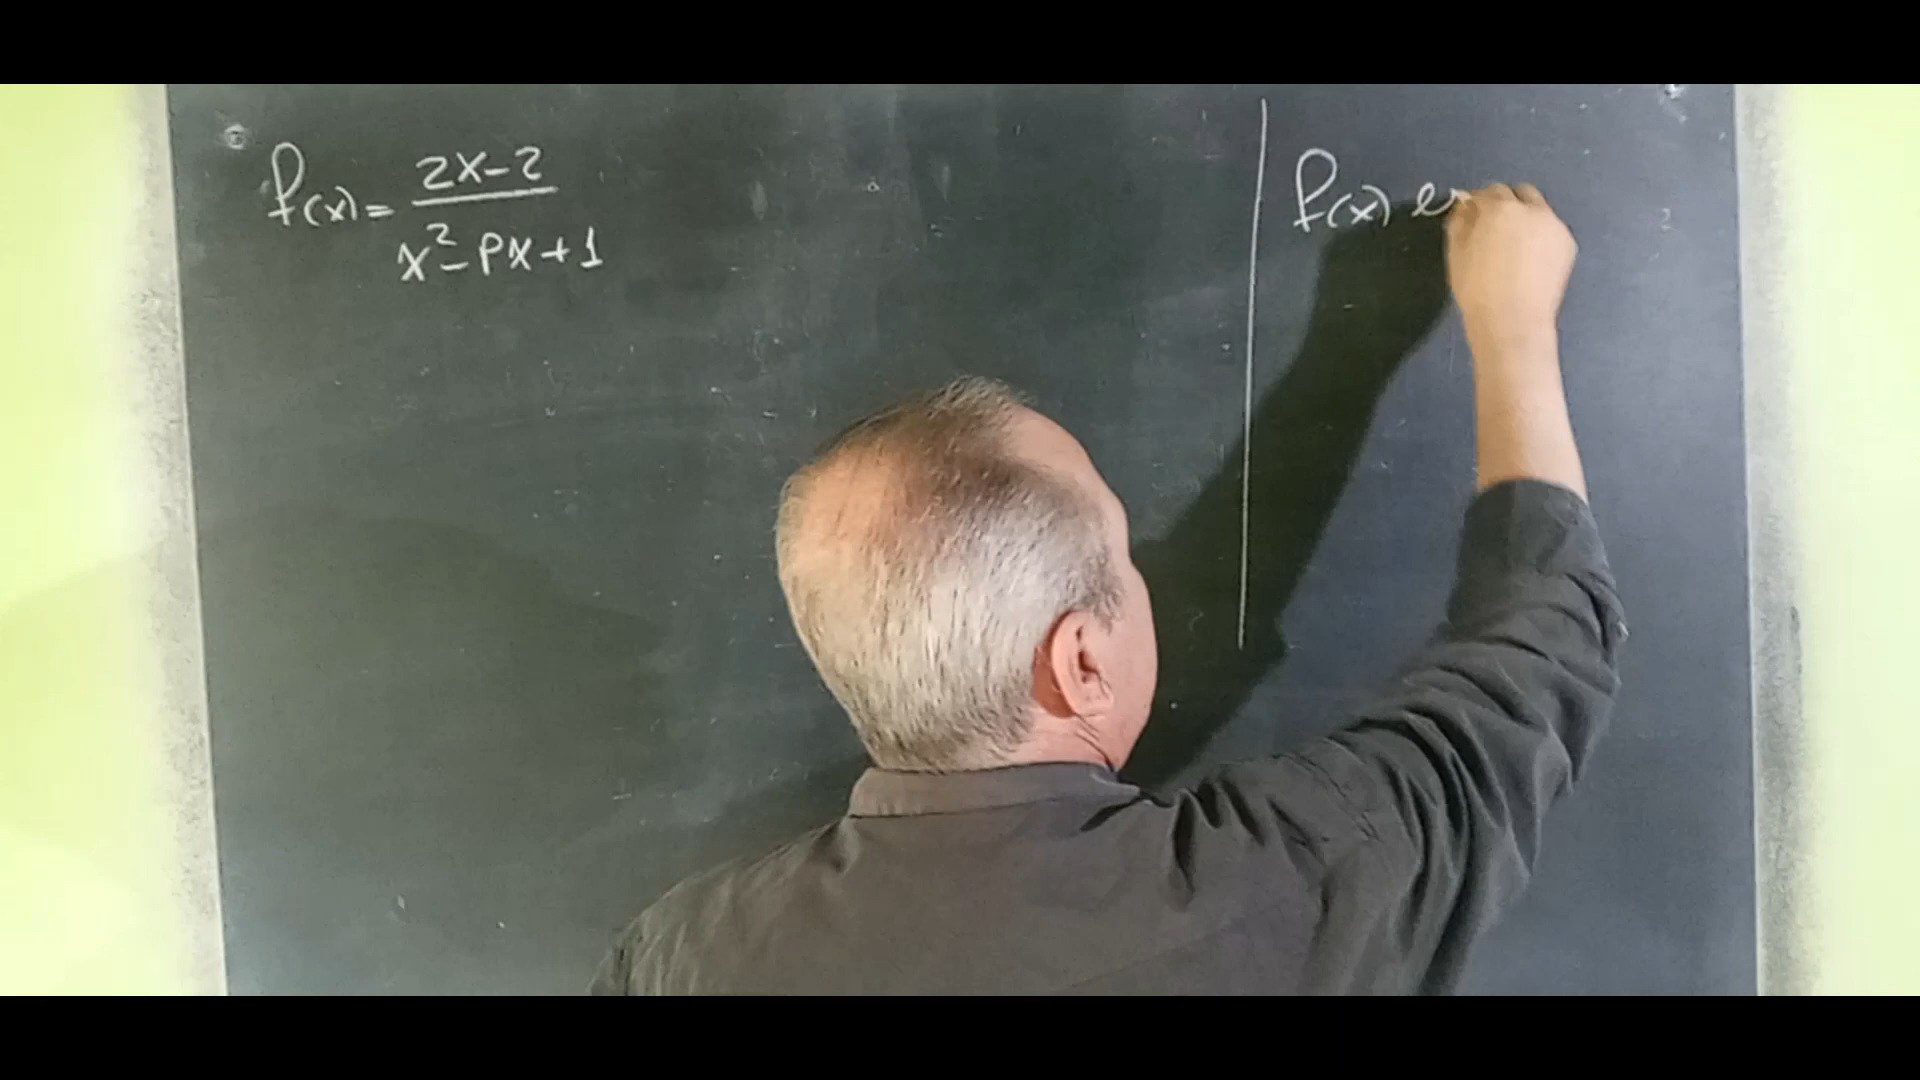 f(x) = 2x-2 / x²-Px+1
f(x)